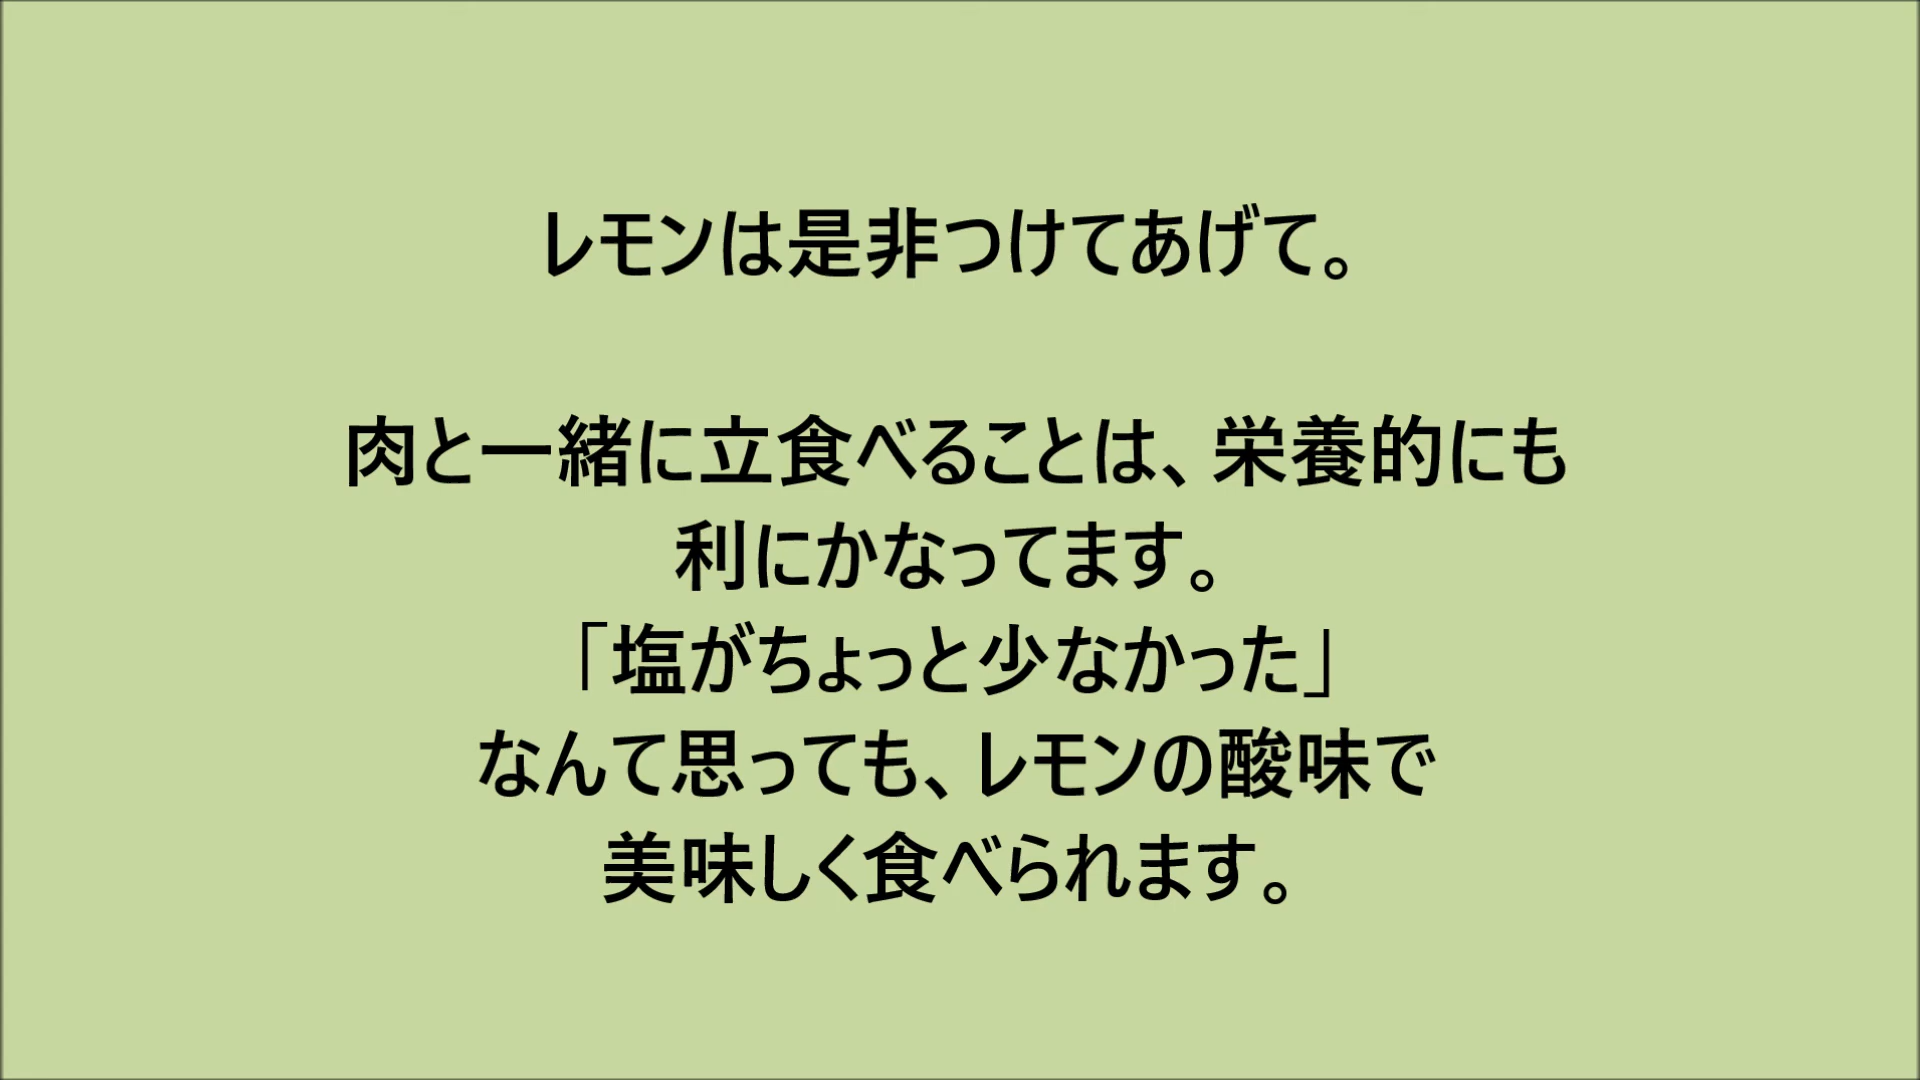 レモンは是非つけてあげて。
肉と一緒に立食べることは、栄養的にも
利にかなってます。
「塩がちょっと少なかった」
なんて思っても、レモンの酸味で
美味しく食べられます。